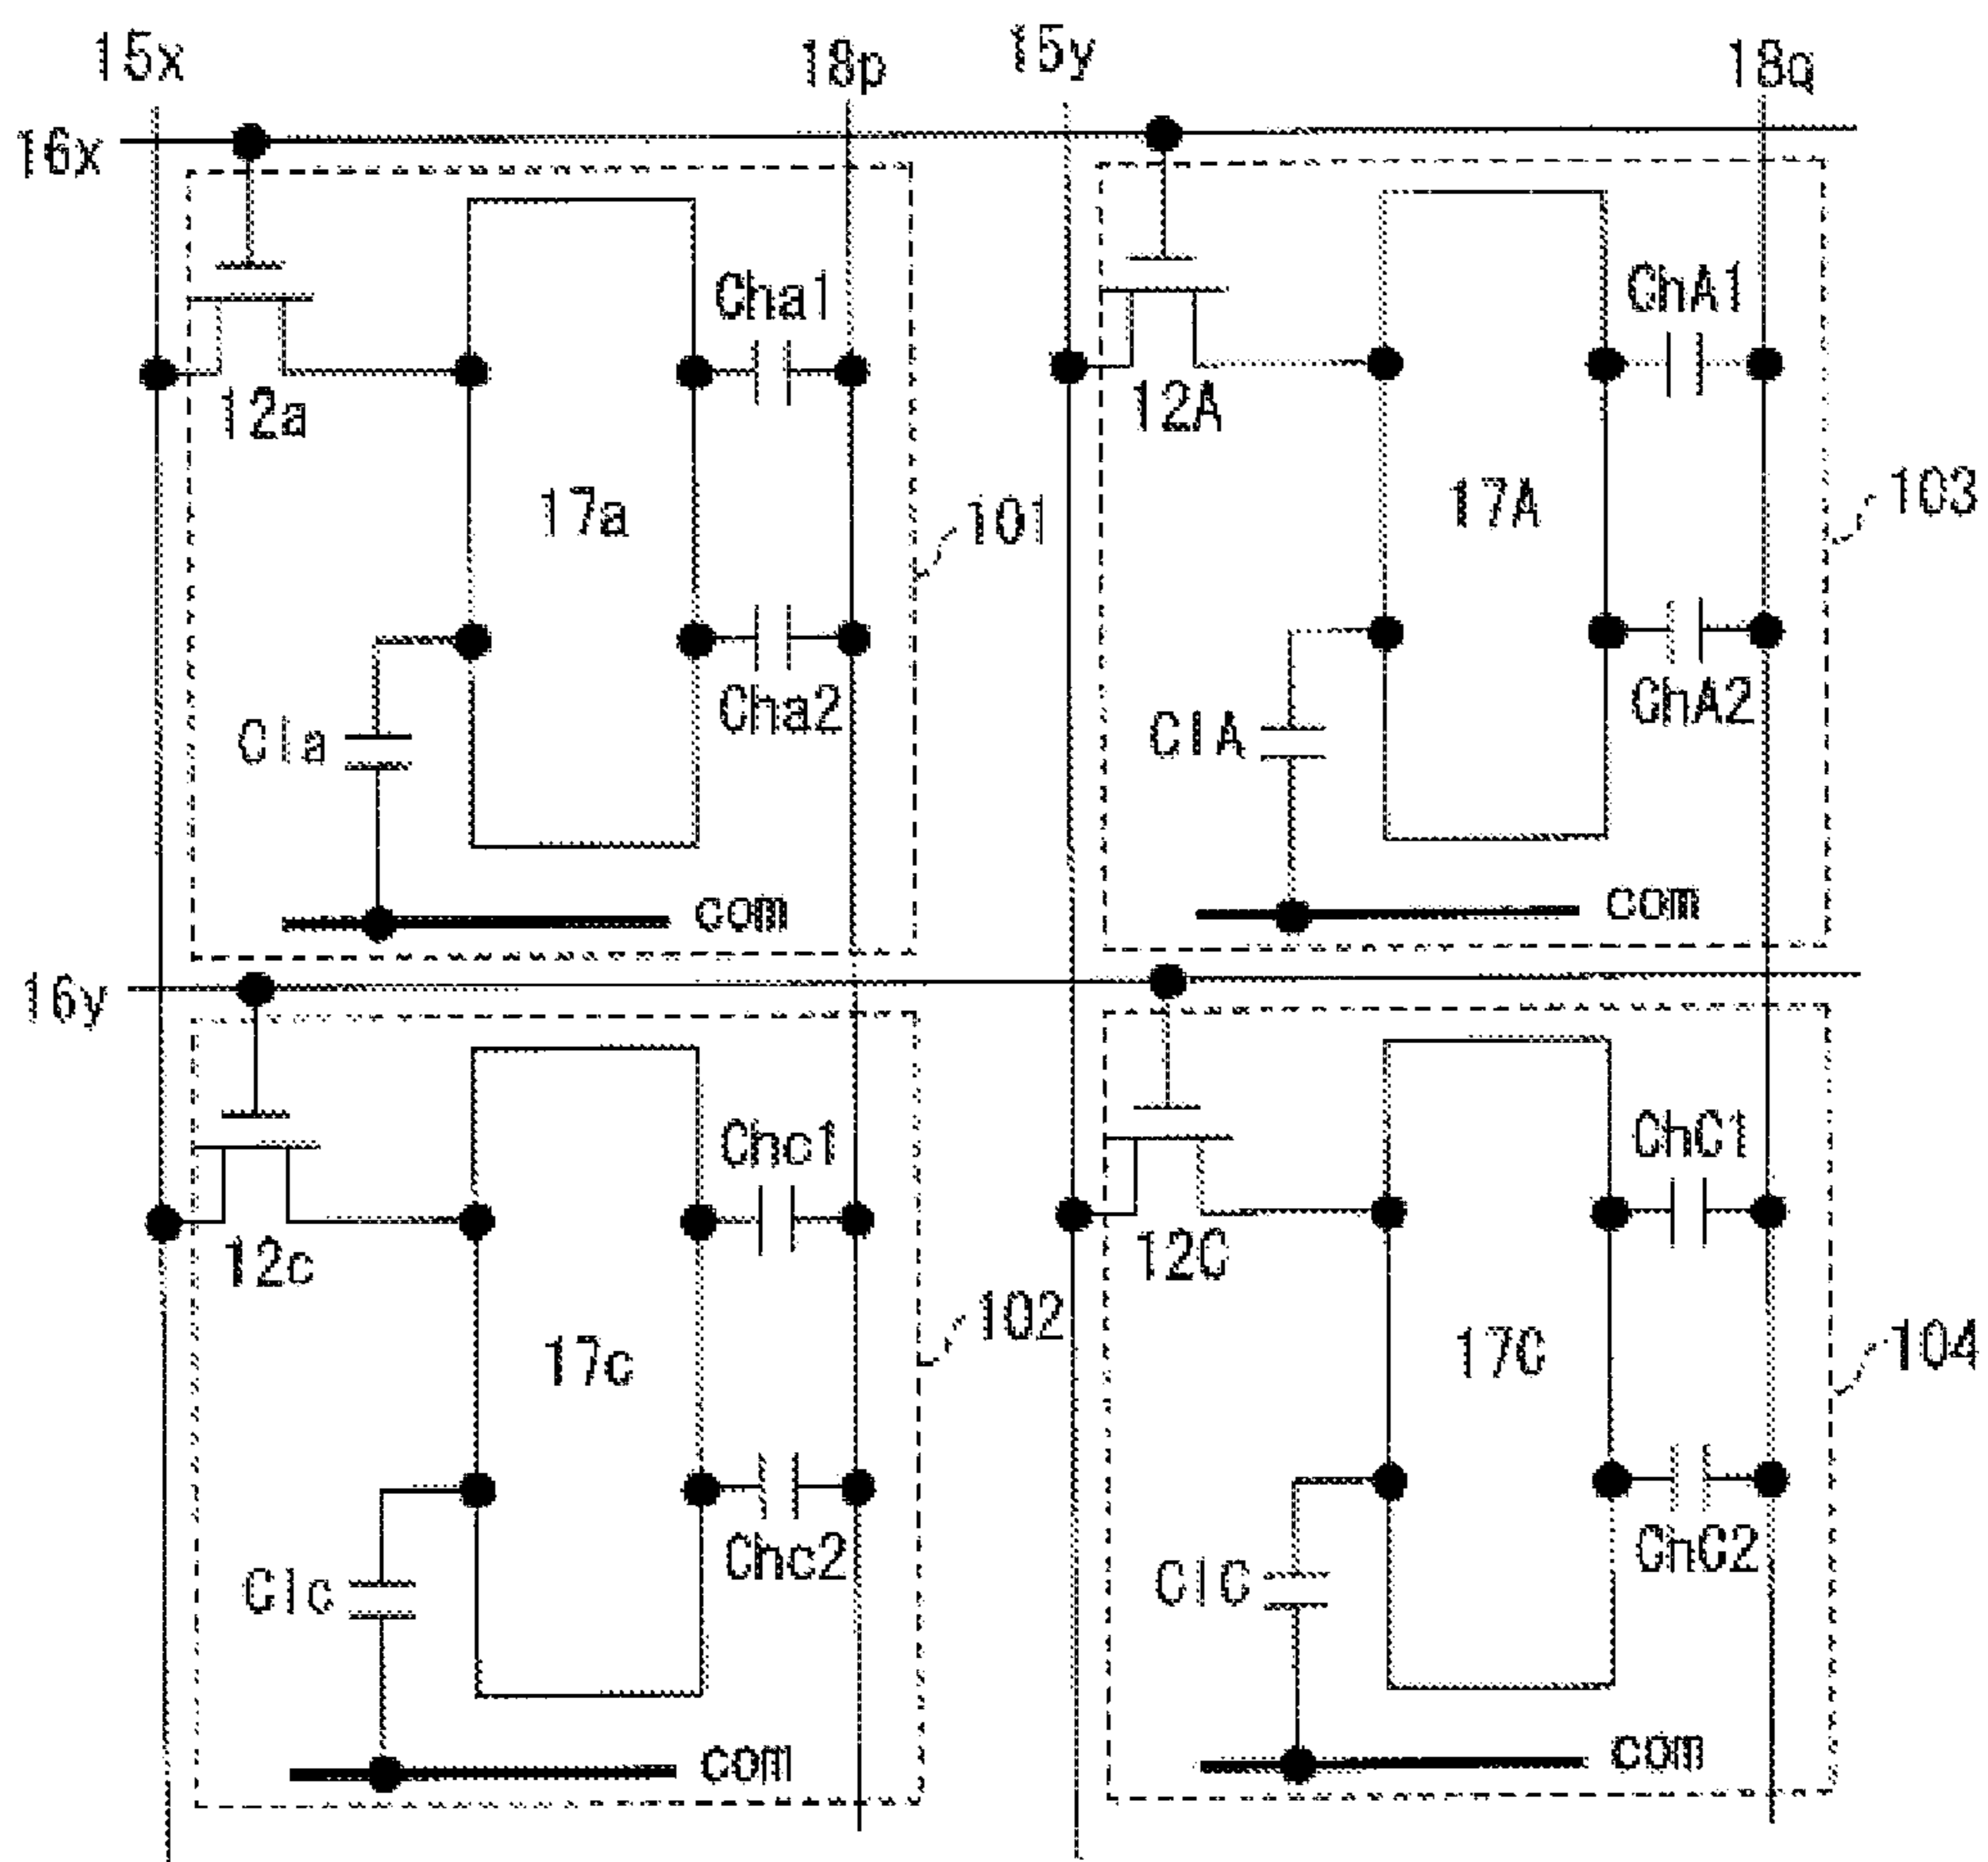 15x 18p 15y 18q
16x
Cha1 ChA1
12a 12A
17a 101 17A 103
Cha2 ChA2
Cla ClA
com com
16y
Chc1 ChC1
12c 12C
17c 102 17C 104
Chc2 ChC2
Clc ClC
com com